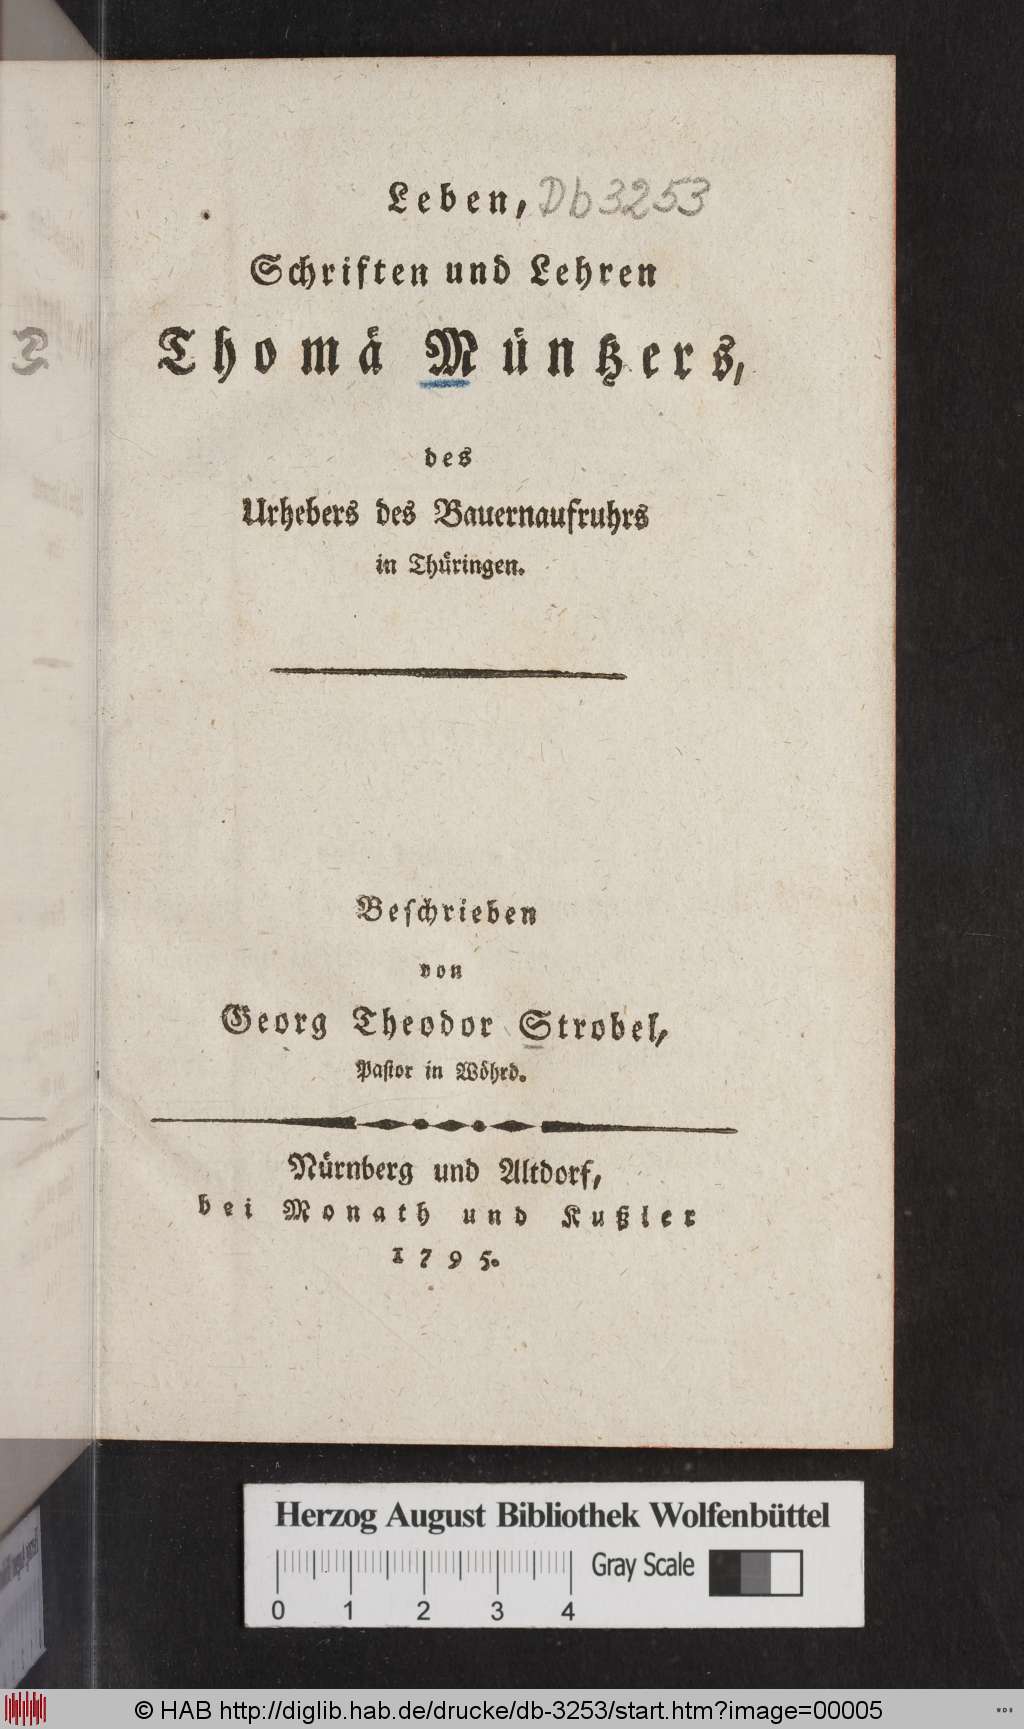 Leben, Db 3253
Schriften und Lehren
Thomä Müntzers,
des
Urhebers des Bauernaufruhrs
in Thüringen.
Beschrieben
von
Georg Theodor Strobel,
Pastor in Wöhrd.
Nürnberg und Altdorf,
bei Monath und Kußler
1795.
Herzog August Bibliothek Wolfenbüttel
Gray Scale
0 1 2 3 4
© HAB http://diglib.hab.de/drucke/db-3253/start.htm?image=00005